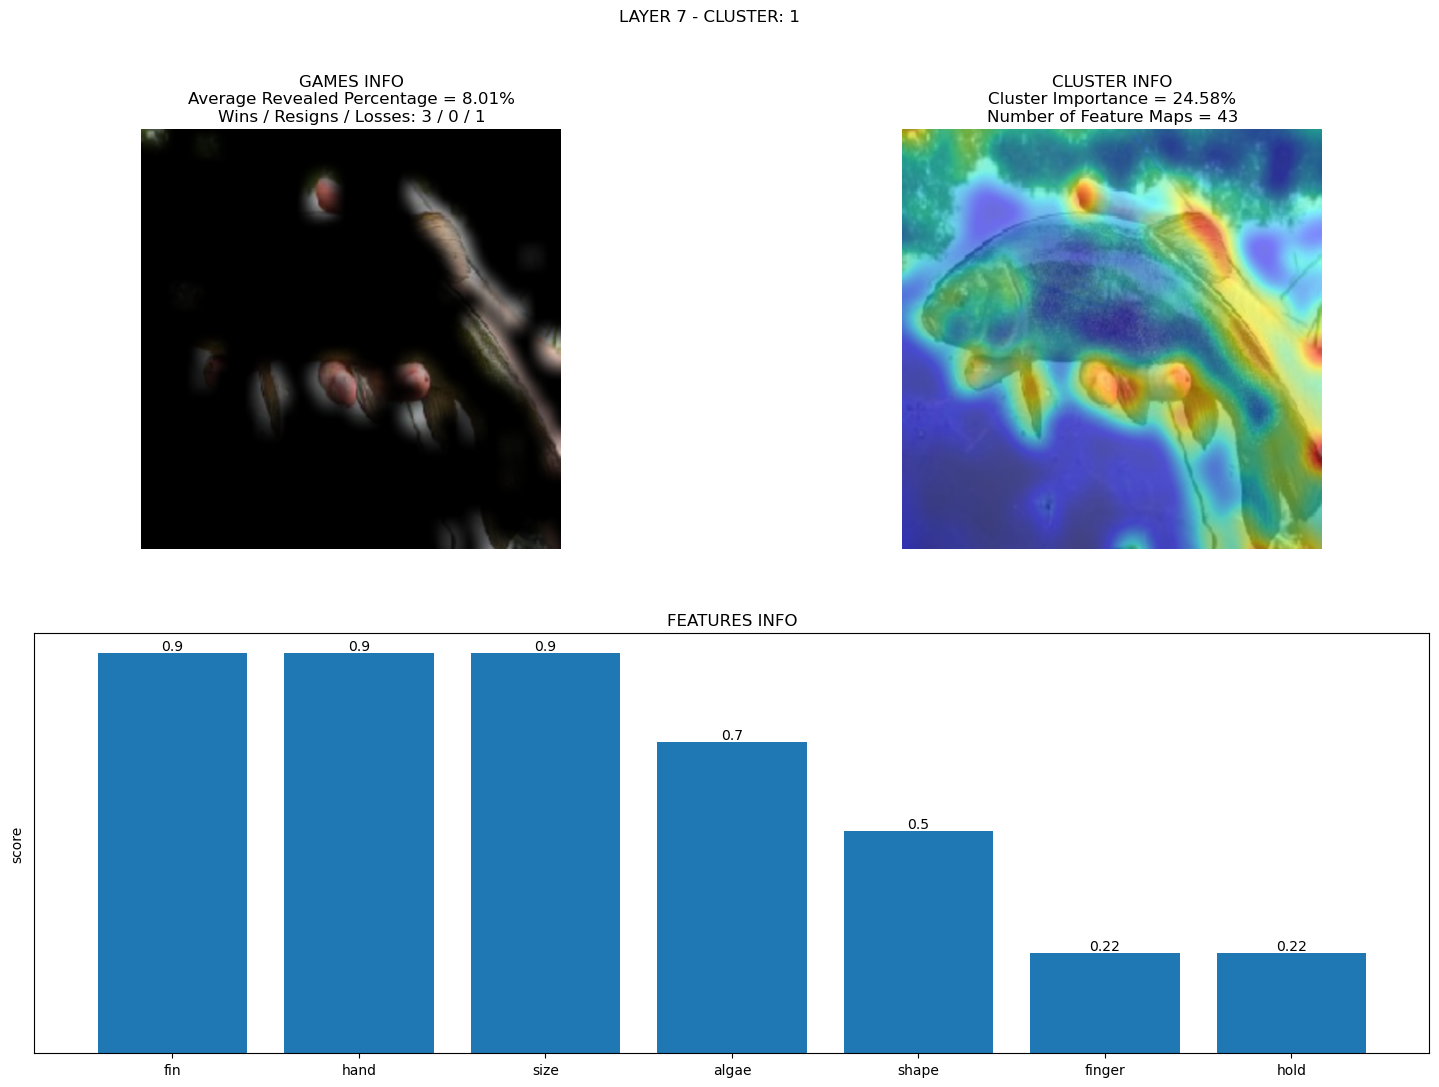 LAYER 7 - CLUSTER: 1
GAMES INFO
Average Revealed Percentage = 8.01%
Wins / Resigns / Losses: 3 / 0 / 1
CLUSTER INFO
Cluster Importance = 24.58%
Number of Feature Maps = 43
FEATURES INFO
score
0.9
0.9
0.9
0.7
0.5
0.22
0.22
fin
hand
size
algae
shape
finger
hold